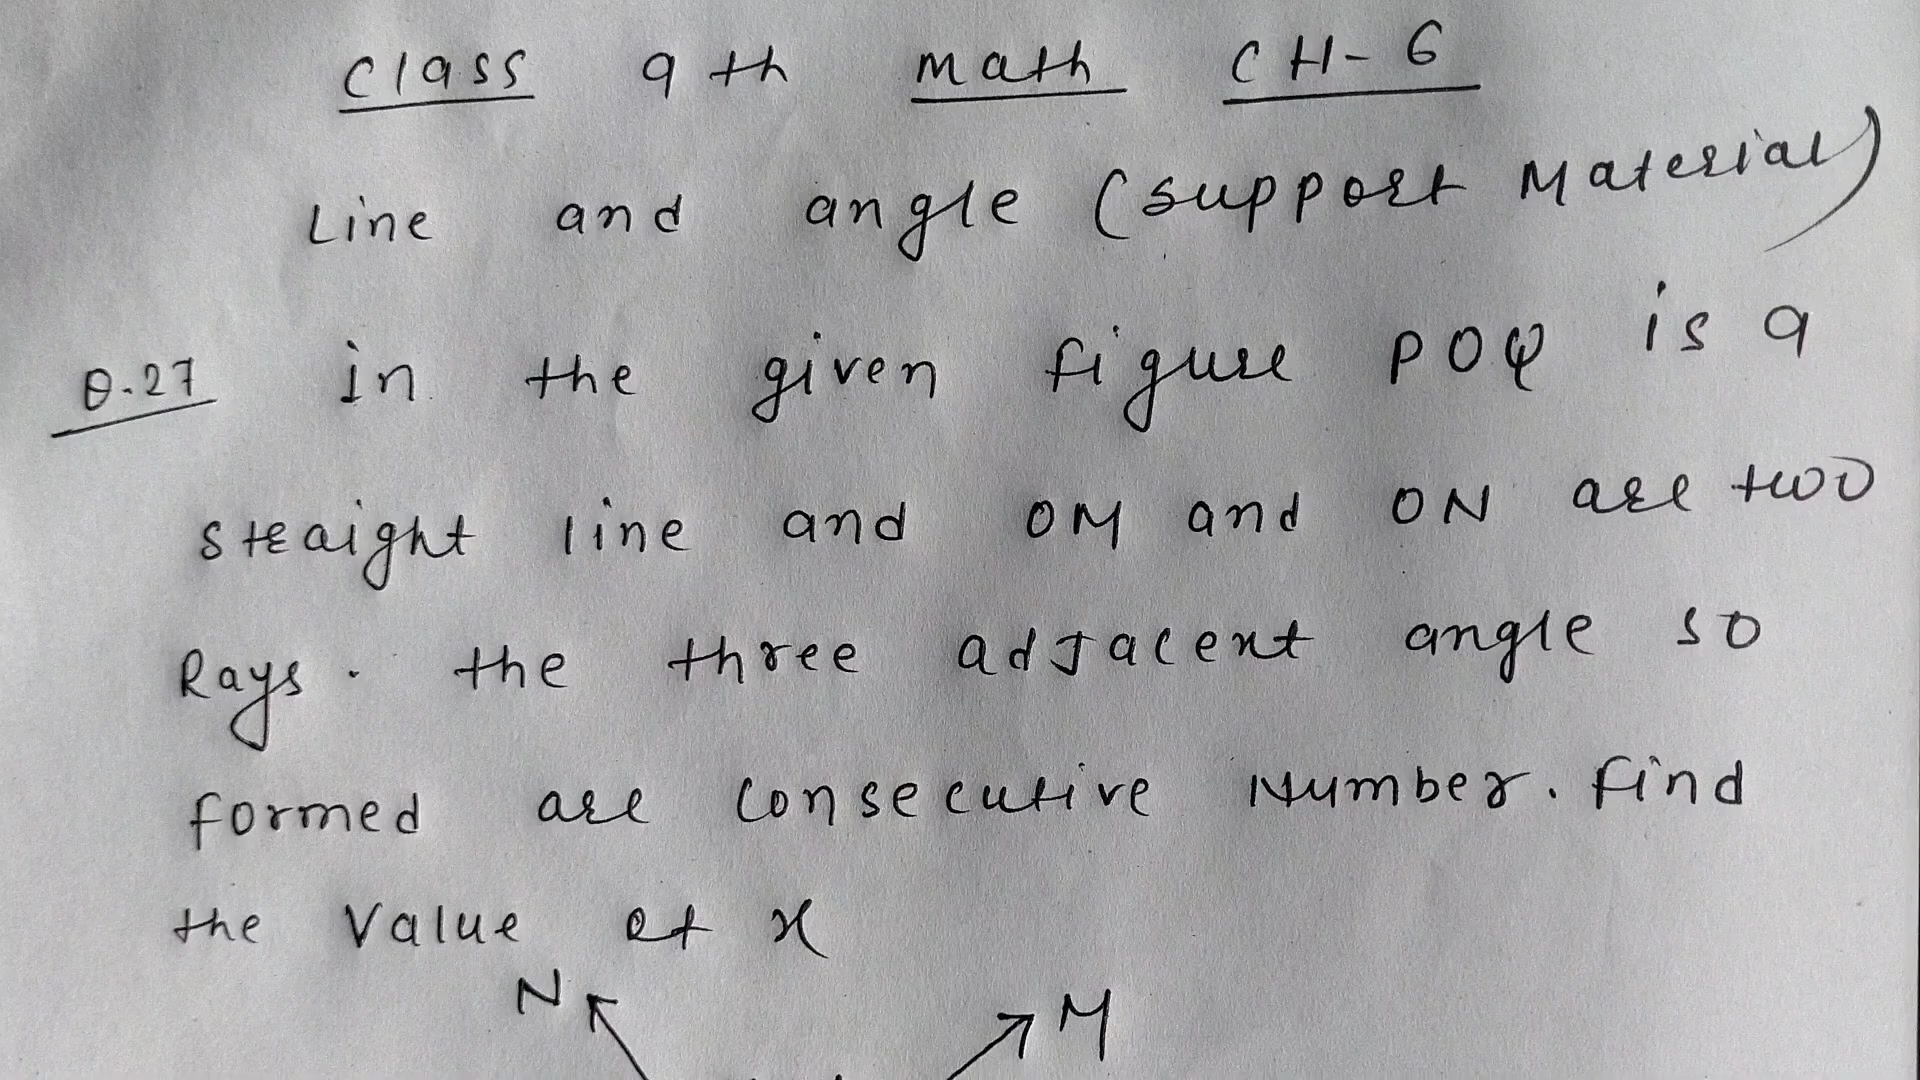 Class 9th math CH-6
Line and angle (support Material)
Q.27 in the given figure POQ is a
straight line and OM and ON are two
Rays. the three adjacent angle so
formed are consecutive Number. find
the value of x
N M